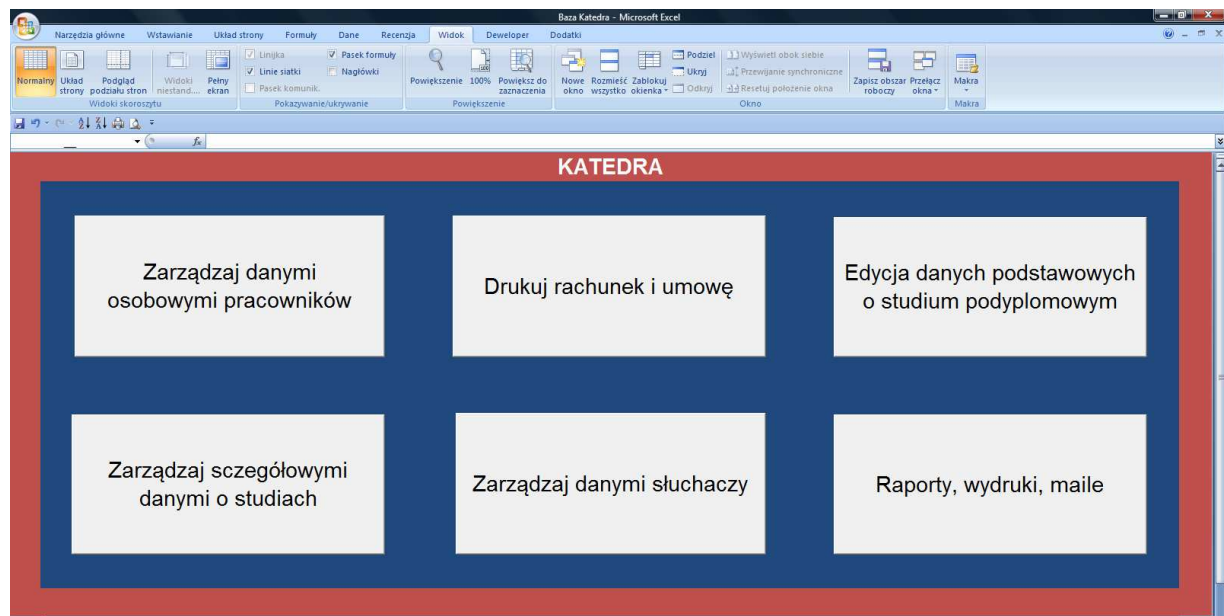 Baza Katedra - Microsoft Excel
Narzędzia główne Wstawianie Układ strony Formuły Dane Recenzja Widok Deweloper Dodatki
Normalny Układ strony Podgląd podziału stron Widoki niestand.... Pełny ekran
Widoki skoroszytu
Linijka Pasek formuły
Linie siatki Nagłówki
Pasek komunik.
Pokazywanie/ukrywanie
Powiększenie 100% Powiększ do zaznaczenia
Powiększenie
Nowe okno Rozmieść wszystko Zablokuj okienka
Podziel
Ukryj
Odkryj
Wyświetl obok siebie
Przewijanie synchroniczne
Resetuj położenie okna
Zapisz obszar roboczy Przełącz okna
Okno
Makra
Makra
fx
KATEDRA
Zarządzaj danymi
osobowymi pracowników
Drukuj rachunek i umowę
Edycja danych podstawowych
o studium podyplomowym
Zarządzaj sczegółowymi
danymi o studiach
Zarządzaj danymi słuchaczy
Raporty, wydruki, maile